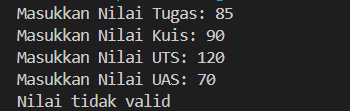 Masukkan Nilai Tugas: 85
Masukkan Nilai Kuis: 90
Masukkan Nilai UTS: 120
Masukkan Nilai UAS: 70
Nilai tidak valid